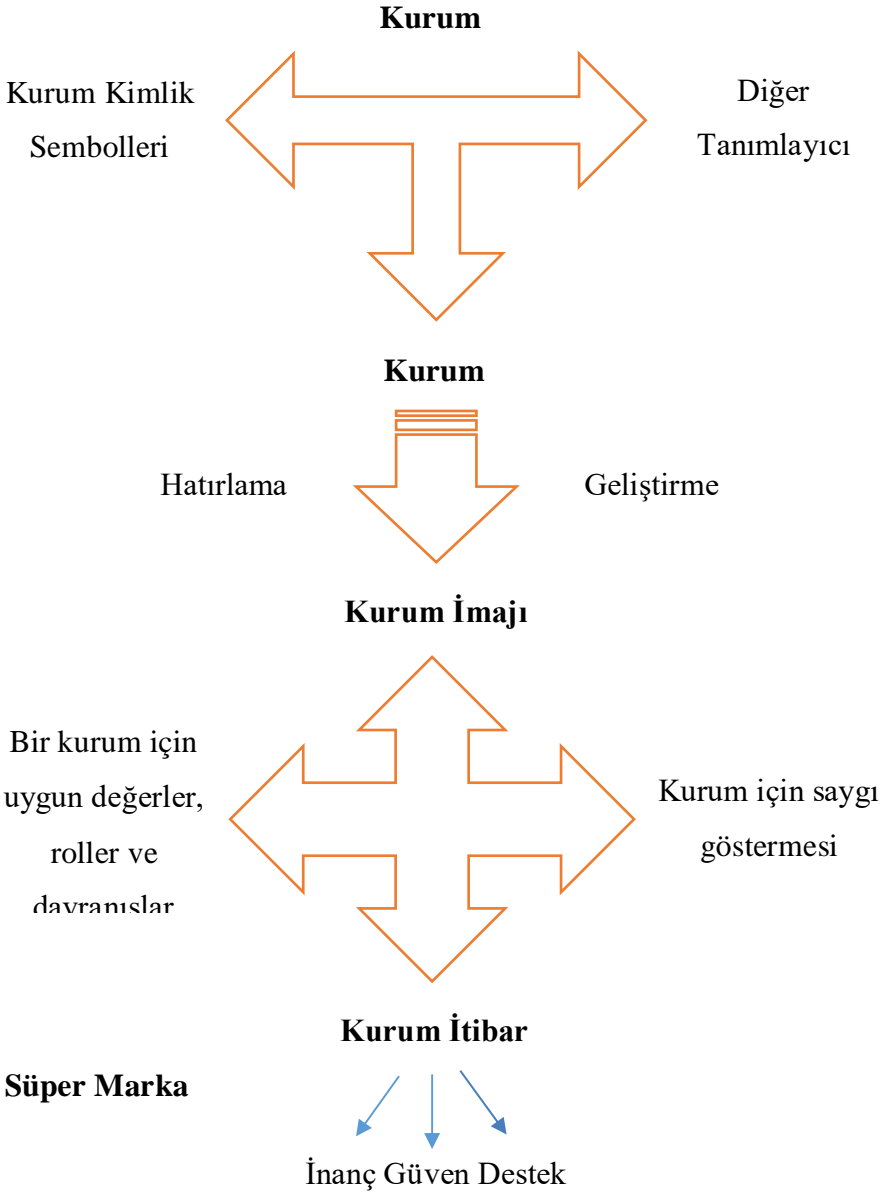 Kurum
Kurum Kimlik
Sembolleri
Diğer
Tanımlayıcı
Kurum
Hatırlama
Geliştirme
Kurum İmajı
Bir kurum için
uygun değerler,
roller ve
davranışlar
Kurum için saygı
göstermesi
Kurum İtibar
Süper Marka
İnanç Güven Destek